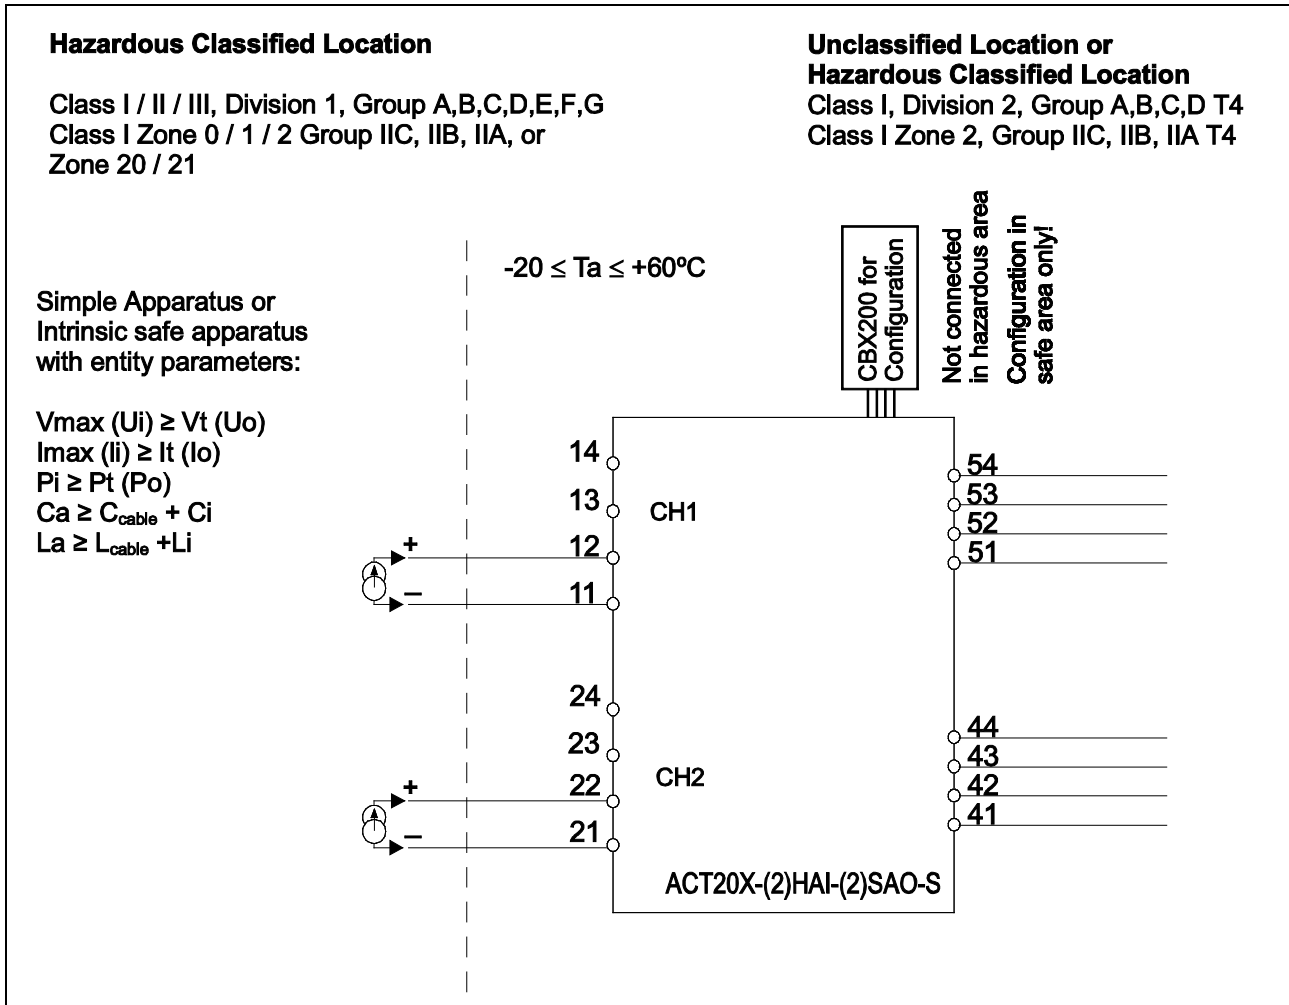 Hazardous Classified Location
Class I / II / III, Division 1, Group A,B,C,D,E,F,G
Class I Zone 0 / 1 / 2 Group IIC, IIB, IIA, or
Zone 20 / 21
Unclassified Location or
Hazardous Classified Location
Class I, Division 2, Group A,B,C,D T4
Class I Zone 2, Group IIC, IIB, IIA T4
-20 ≤ Ta ≤ +60ºC
CBX200 for
Configuration
Not connected
in hazardous area
Configuration in
safe area only!
Simple Apparatus or
Intrinsic safe apparatus
with entity parameters:
Vmax (Ui) ≥ Vt (Uo)
Imax (Ii) ≥ It (Io)
Pi ≥ Pt (Po)
Ca ≥ Ccable + Ci
La ≥ Lcable +Li
14
13
12
11
+
–
CH1
54
53
52
51
24
23
22
21
+
–
CH2
44
43
42
41
ACT20X-(2)HAI-(2)SAO-S